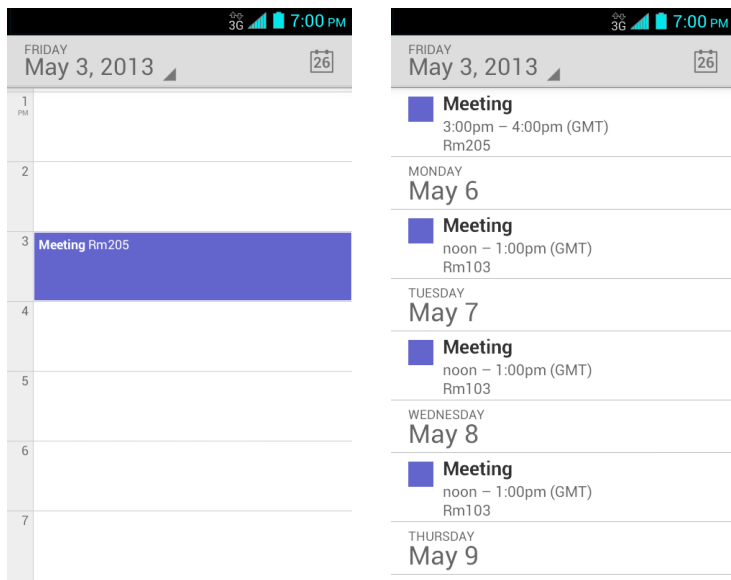 3G 7:00 PM
FRIDAY
May 3, 2013
26
1
PM
2
3 Meeting Rm205
4
5
6
7
3G 7:00 PM
FRIDAY
May 3, 2013
26
Meeting
3:00pm – 4:00pm (GMT)
Rm205
MONDAY
May 6
Meeting
noon – 1:00pm (GMT)
Rm103
TUESDAY
May 7
Meeting
noon – 1:00pm (GMT)
Rm103
WEDNESDAY
May 8
Meeting
noon – 1:00pm (GMT)
Rm103
THURSDAY
May 9